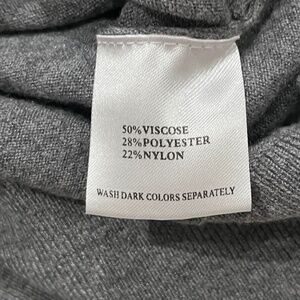 50%VISCOSE
28%POLYESTER
22%NYLON
WASH DARK COLORS SEPARATELY